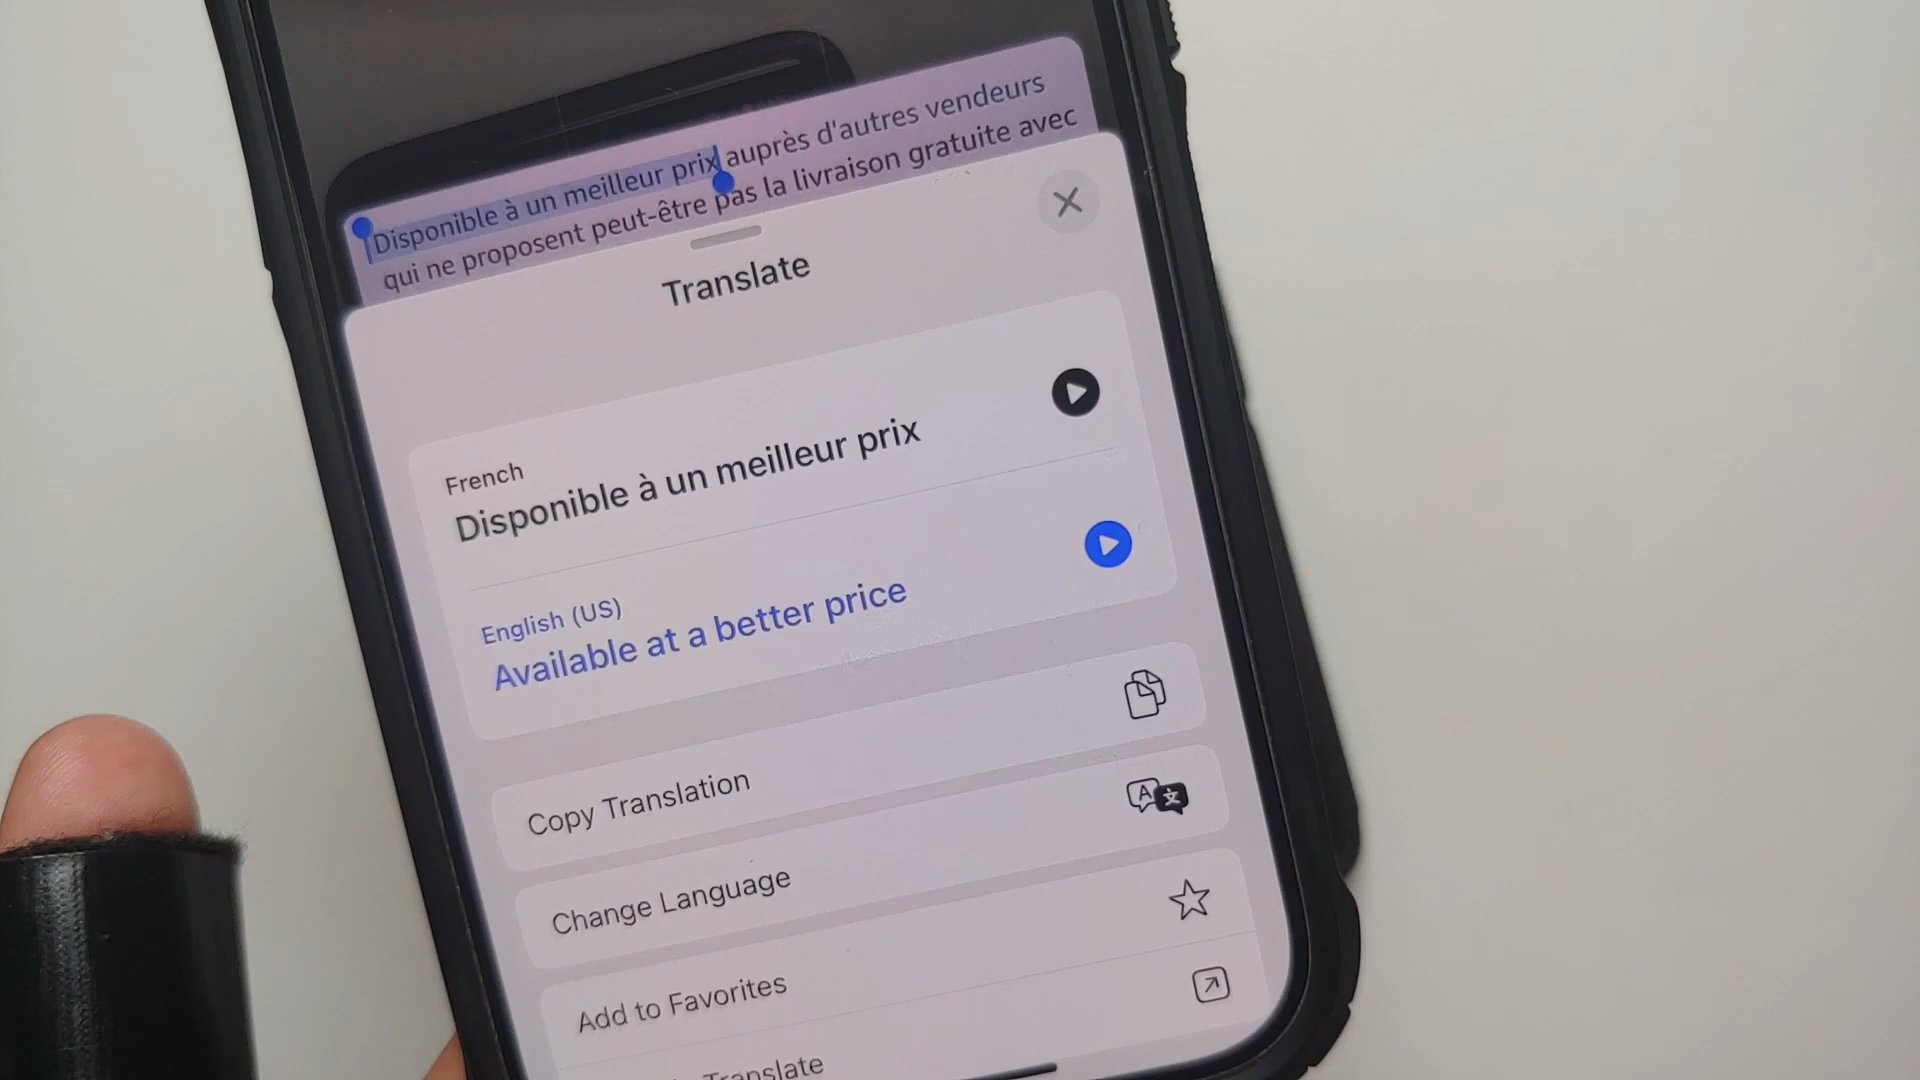 Disponible à un meilleur prix auprès d'autres vendeurs
qui ne proposent peut-être pas la livraison gratuite avec
Translate
French
Disponible à un meilleur prix
English (US)
Available at a better price
Copy Translation
Change Language
Add to Favorites
Translate